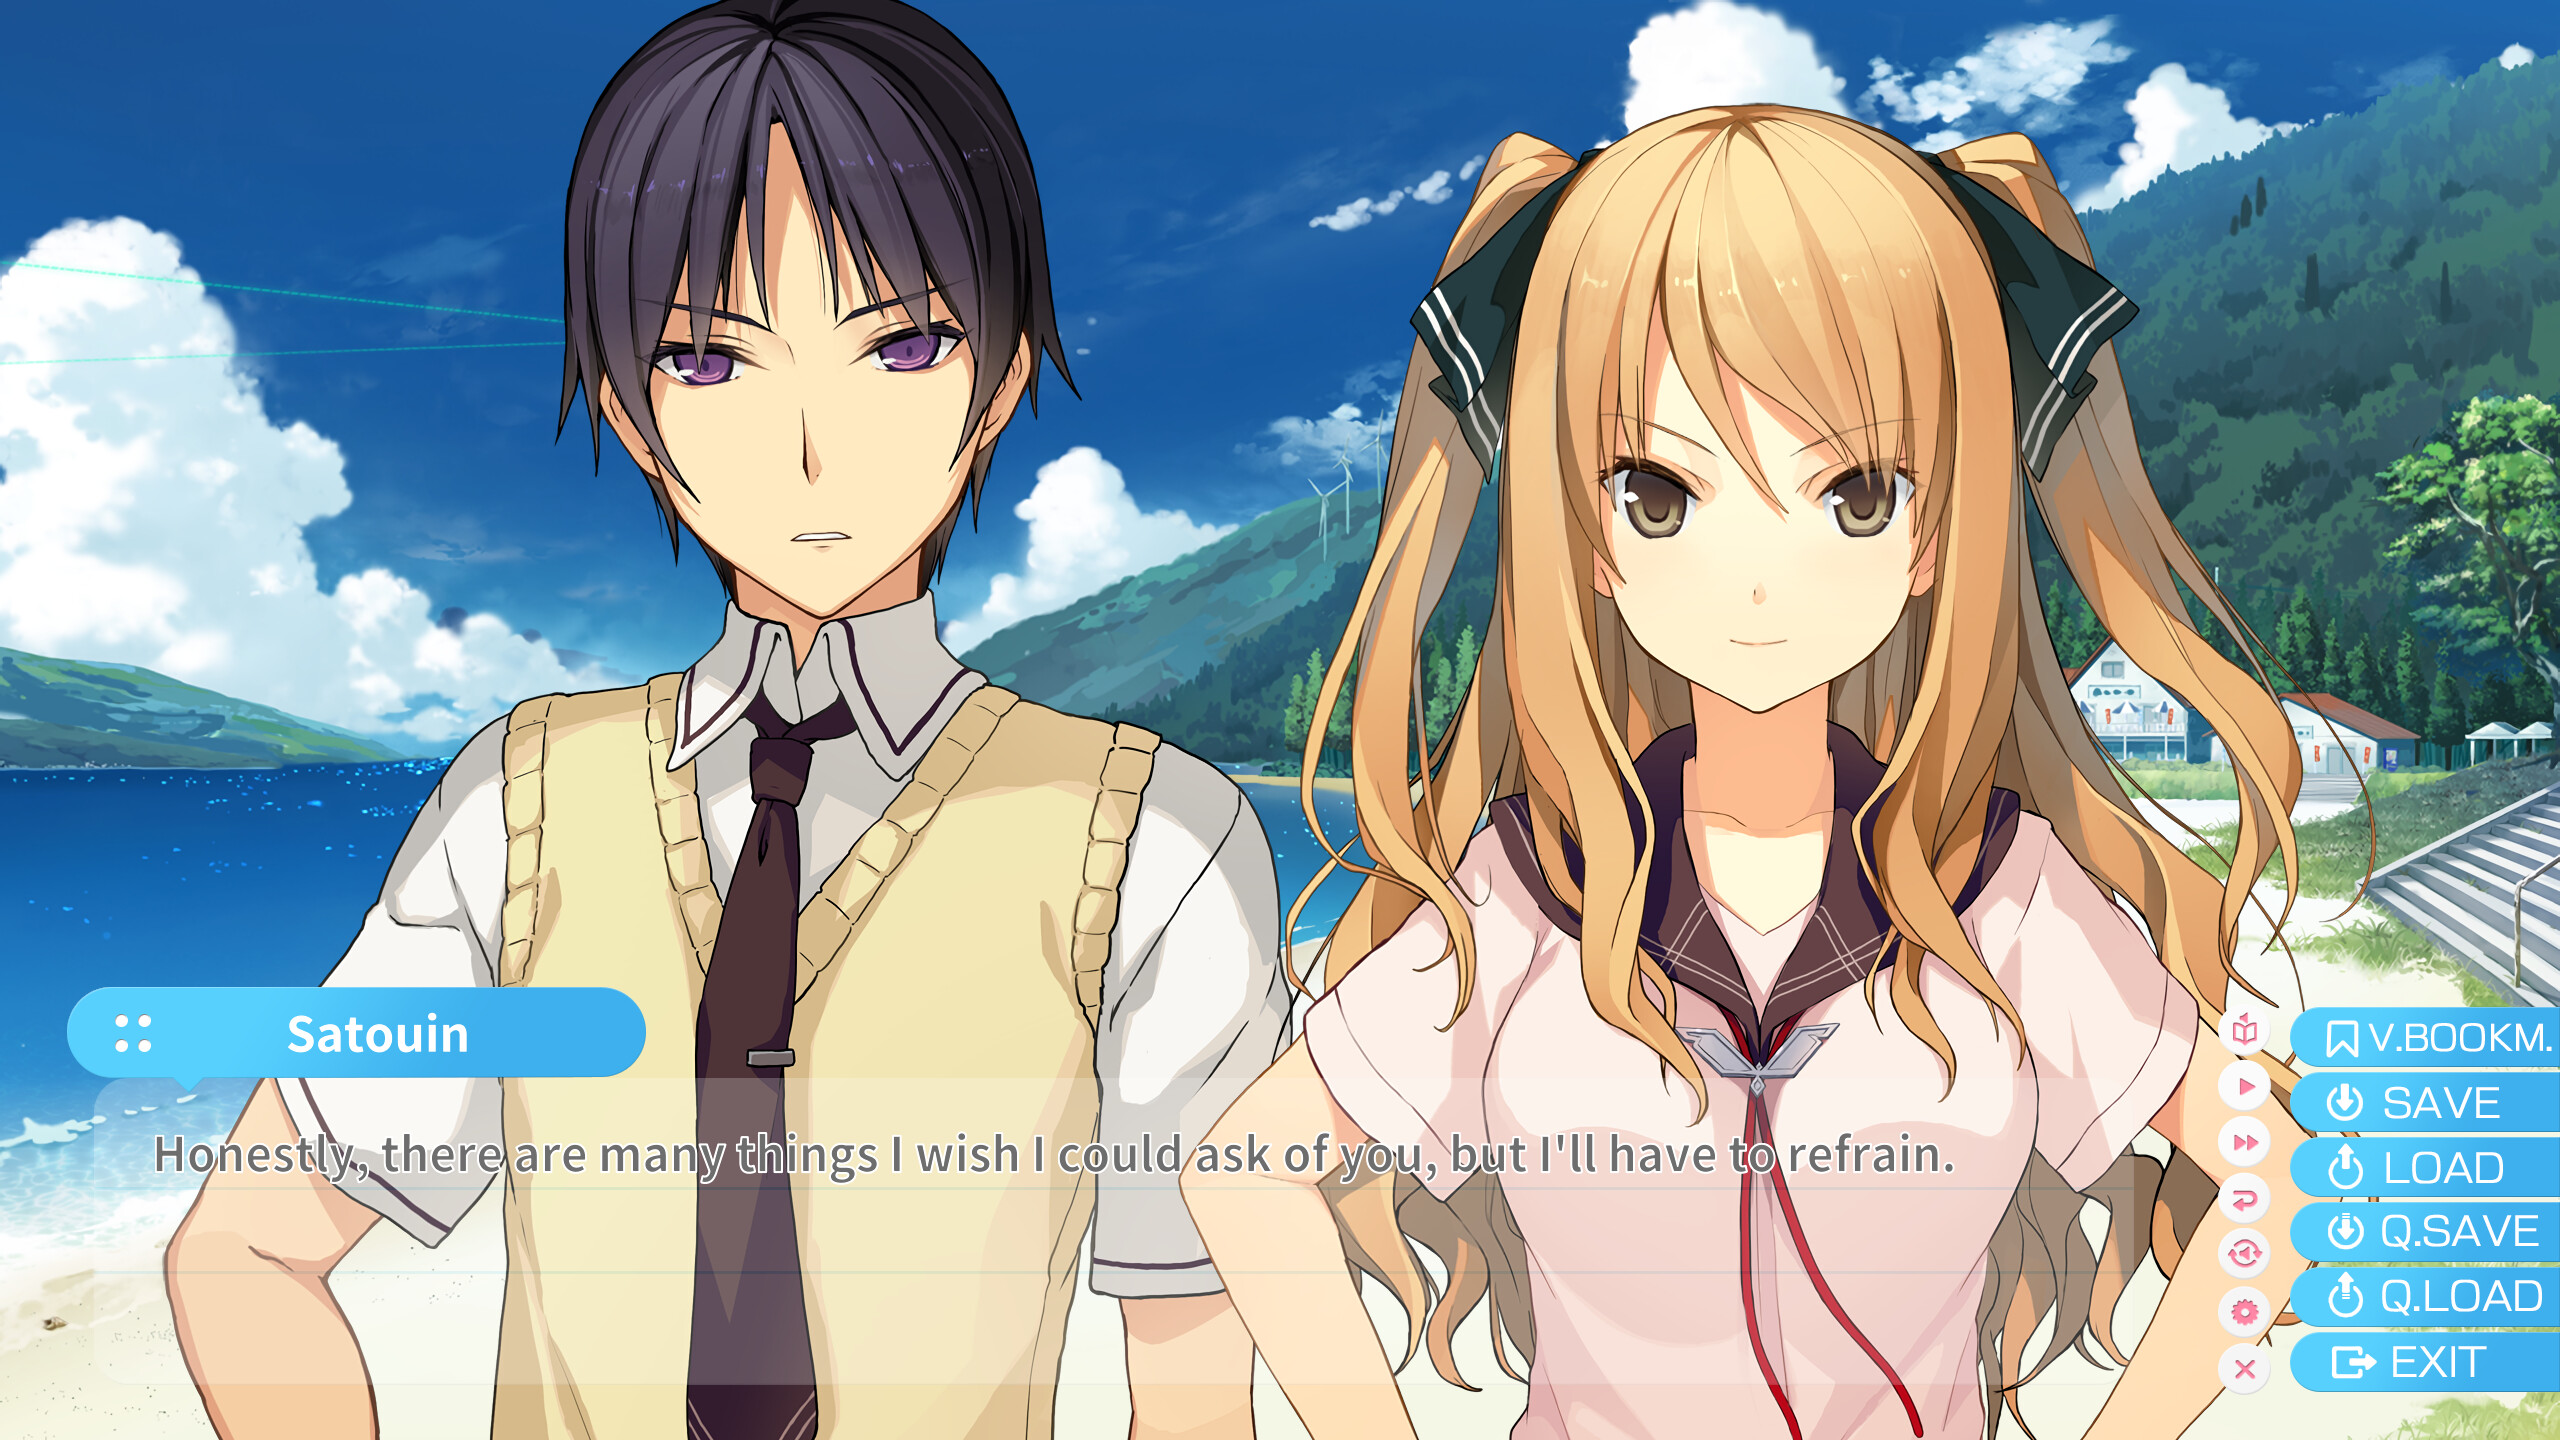 Satouin
Honestly, there are many things I wish I could ask of you, but I'll have to refrain.
V.BOOKM.
SAVE
LOAD
Q.SAVE
Q.LOAD
EXIT